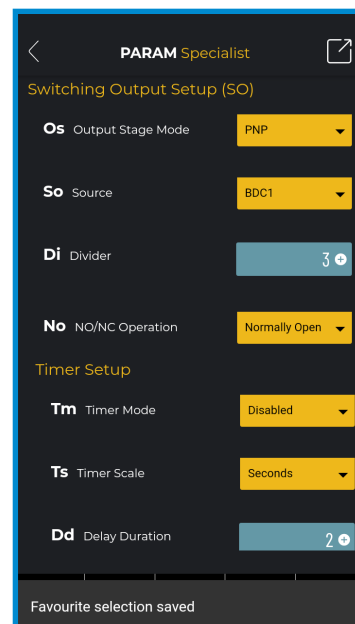 PARAM Specialist
Switching Output Setup (SO)
Os Output Stage Mode PNP
So Source BDC1
Di Divider 3
No NO/NC Operation Normally Open
Timer Setup
Tm Timer Mode Disabled
Ts Timer Scale Seconds
Dd Delay Duration 2
Favourite selection saved